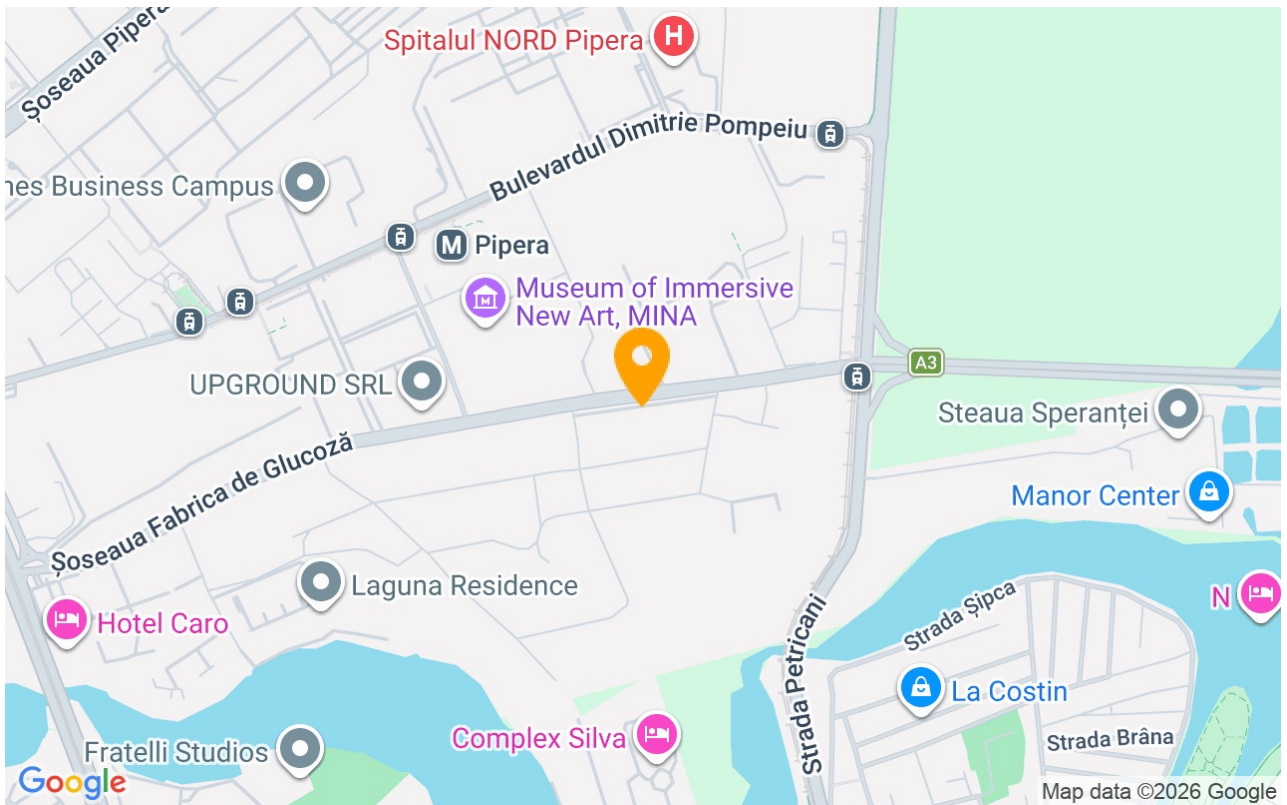 Șoseaua Pipera
Spitalul NORD Pipera
H
Bulevardul Dimitrie Pompeiu
nes Business Campus
M Pipera
Museum of Immersive
New Art, MINA
UPGROUND SRL
A3
Steaua Speranței
Manor Center
Șoseaua Fabrica de Glucoză
Laguna Residence
Hotel Caro
N
Strada Șipca
Strada Petricani
La Costin
Complex Silva
Strada Brâna
Fratelli Studios
Google
Map data ©2026 Google